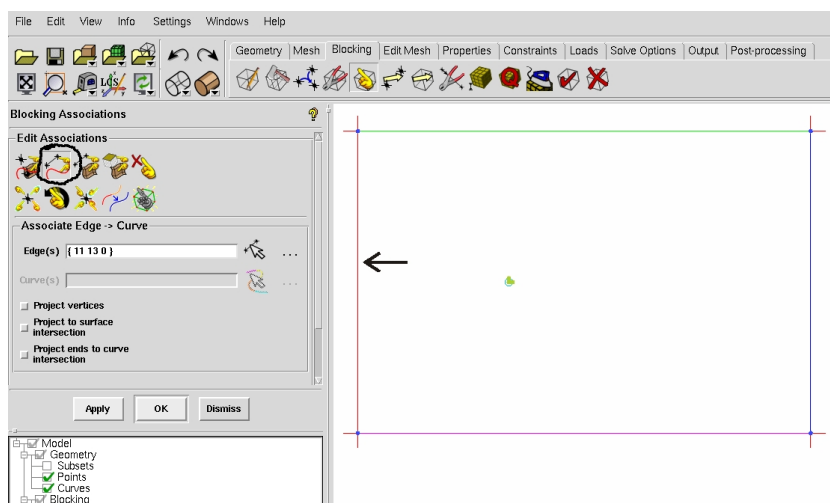 File Edit View Info Settings Windows Help
Geometry Mesh Blocking Edit Mesh Properties Constraints Loads Solve Options Output Post-processing
Blocking Associations
Edit Associations
Associate Edge -> Curve
Edge(s) { 11 13 0 } ...
Curve(s) ...
Project vertices
Project to surface
intersection
Project ends to curve
intersection
Apply OK Dismiss
Model
Geometry
Subsets
Points
Curves
Blocking